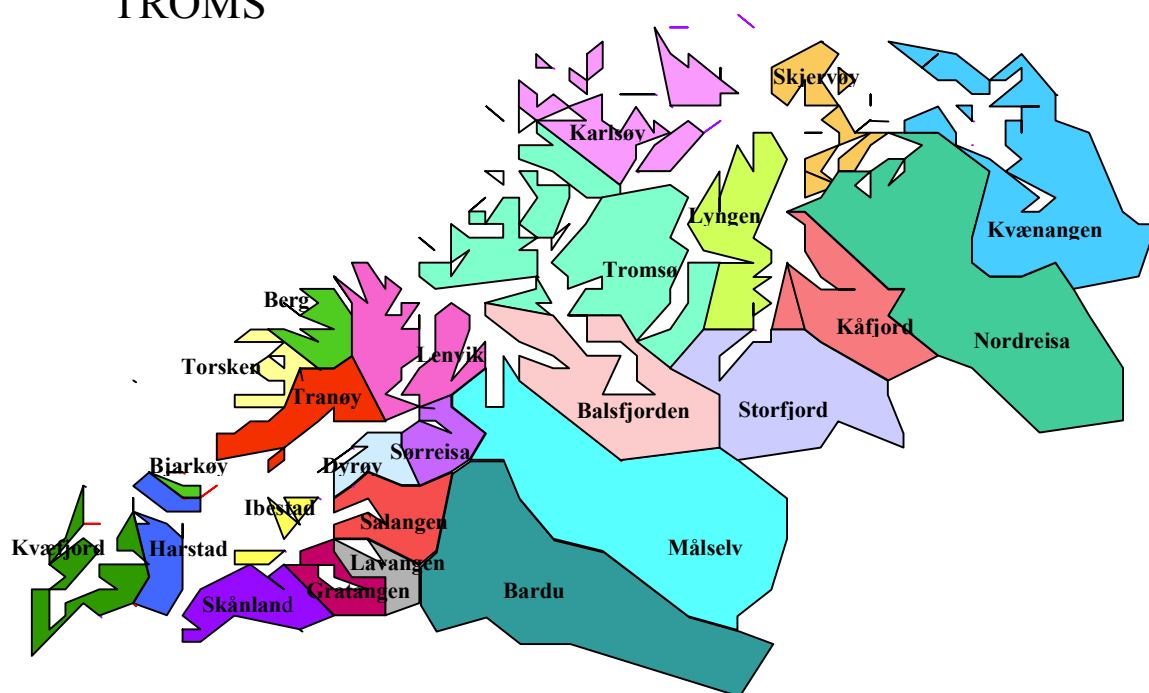 TROMS
Skjervøy
Karlsøy
Lyngen
Kvænangen
Tromsø
Berg
Kåfjord
Nordreisa
Lenvik
Torsken
Tranøy
Balsfjorden
Storfjord
Sørreisa
Bjarkøy
Dyrøy
Ibestad
Salangen
Kvæfjord
Harstad
Målselv
Lavangen
Gratangen
Bardu
Skånland